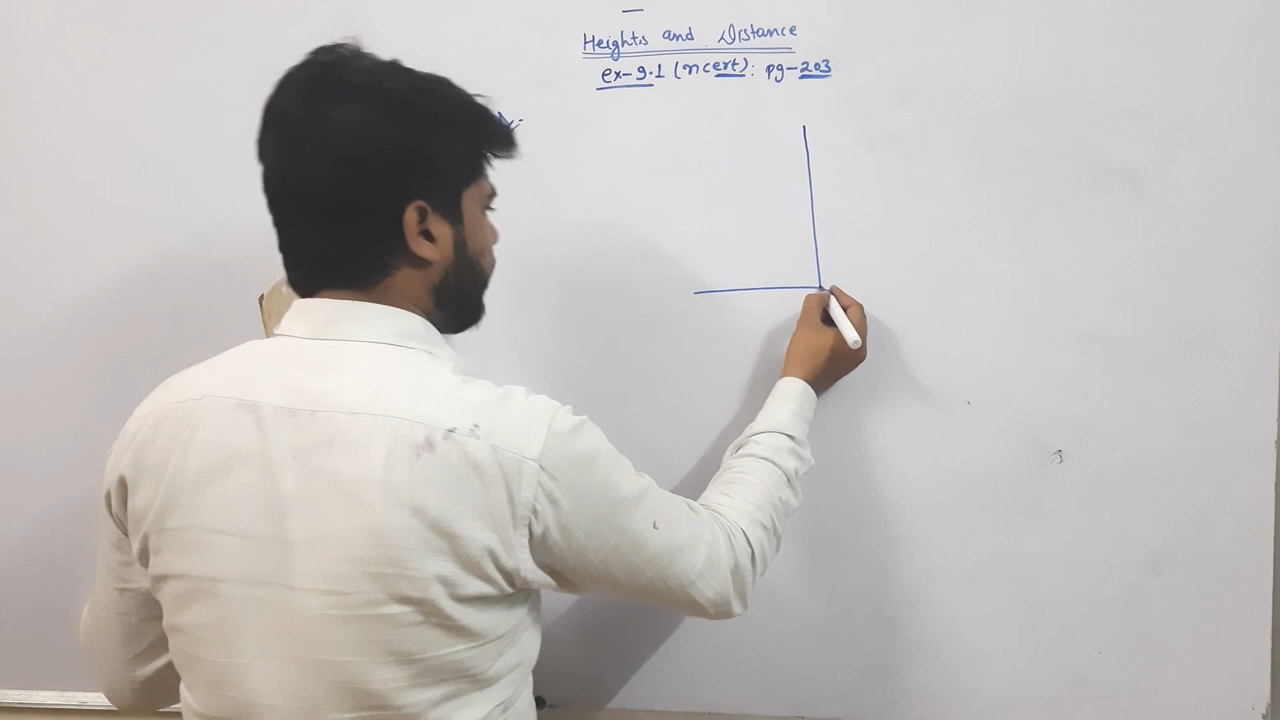 Heights and Distance
ex-9.1 (ncert): pg-203